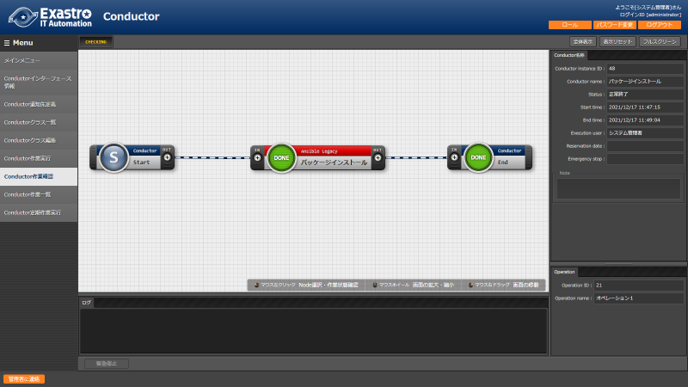 Exastro
IT Automation
Conductor
ようこそ[システム管理者]さん
ログインID [administrator]
ロール
パスワード変更
ログアウト
Menu
CHECKING
立体表示
表示リセット
フルスクリーン
メインメニュー
Conductorインターフェース
情報
Conductor通知先定義
Conductorクラス一覧
Conductorクラス編集
Conductor作業実行
Conductor作業確認
Conductor作業一覧
Conductor定期作業実行
S
Conductor
OUT
Start
IN
DONE
Ansible Legacy
OUT
パッケージインストール
IN
DONE
Conductor
End
マウス左クリック Node選択・作業状態確認
マウスホイール 画面の拡大・縮小
マウス右ドラッグ 画面の移動
ログ
緊急停止
管理者に連絡
Conductor名称
Conductor instance ID : 48
Conductor name : パッケージインストール
Status : 正常終了
Start time : 2021/12/17 11:47:15
End time : 2021/12/17 11:49:04
Execution user : システム管理者
Reservation date :
Emergency stop :
Note
Operation
Operation ID : 21
Operation name : オペレーション1